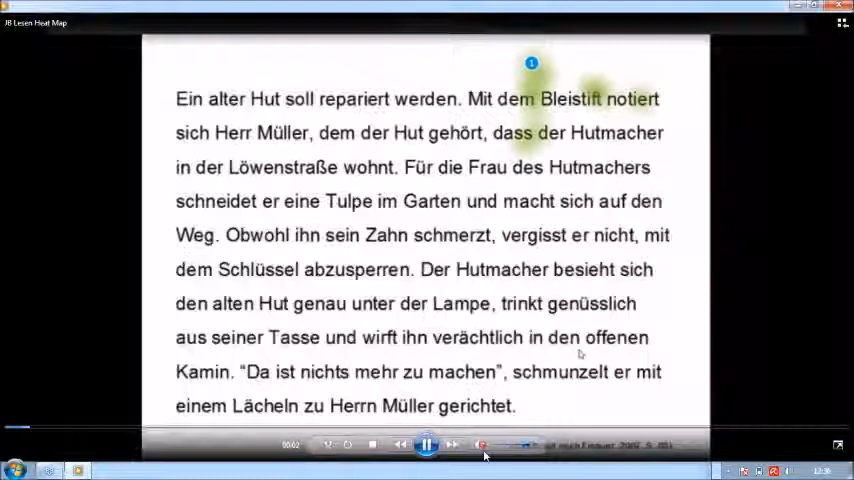 JB Lesen Heat Map
1
Ein alter Hut soll repariert werden. Mit dem Bleistift notiert
sich Herr Müller, dem der Hut gehört, dass der Hutmacher
in der Löwenstraße wohnt. Für die Frau des Hutmachers
schneidet er eine Tulpe im Garten und macht sich auf den
Weg. Obwohl ihn sein Zahn schmerzt, vergisst er nicht, mit
dem Schlüssel abzusperren. Der Hutmacher besieht sich
den alten Hut genau unter der Lampe, trinkt genüsslich
aus seiner Tasse und wirft ihn verächtlich in den offenen
Kamin. “Da ist nichts mehr zu machen”, schmunzelt er mit
einem Lächeln zu Herrn Müller gerichtet.
00:02
12:36